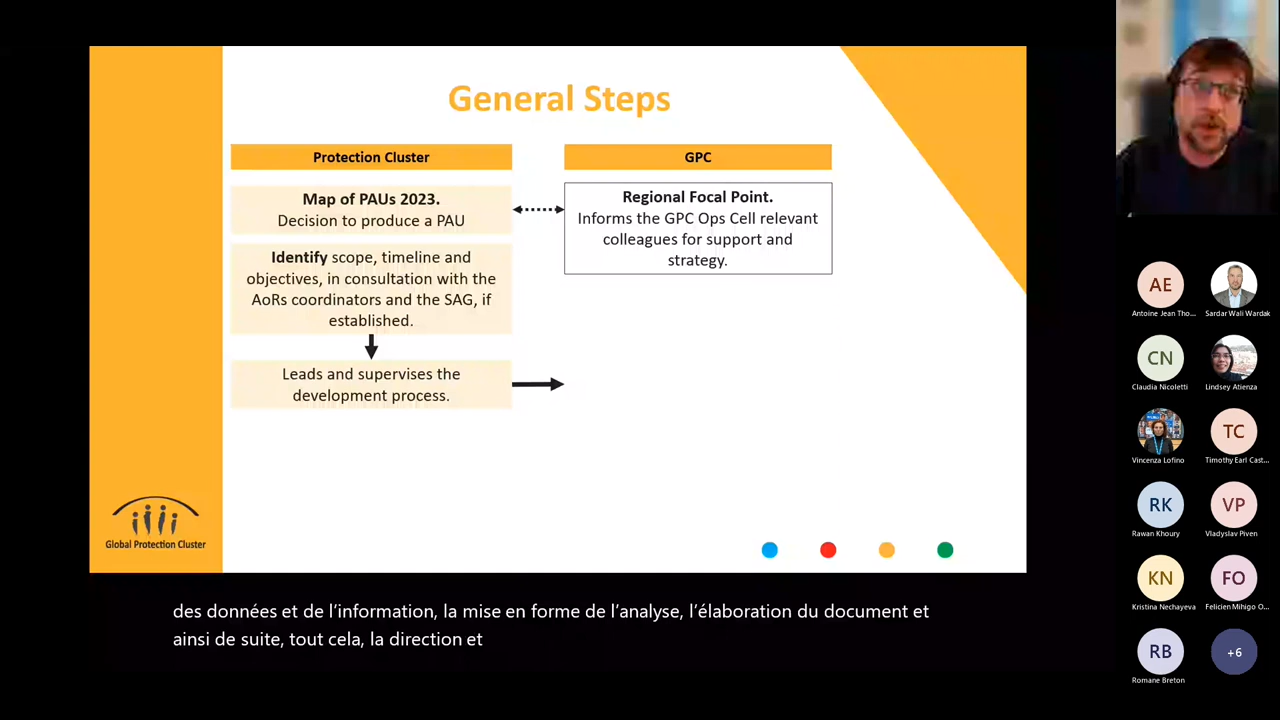 General Steps
Protection Cluster
GPC
Map of PAUs 2023.
Decision to produce a PAU
Regional Focal Point.
Informs the GPC Ops Cell relevant
colleagues for support and
strategy.
Identify scope, timeline and
objectives, in consultation with the
AoRs coordinators and the SAG, if
established.
Leads and supervises the
development process.
Global Protection Cluster
des données et de l’information, la mise en forme de l’analyse, l’élaboration du document et
ainsi de suite, tout cela, la direction et
AE
Antoine Jean Tho...
Sardar Wali Wardak
CN
Claudia Nicoletti
Lindsey Atienza
Vincenza Lofino
TC
Timothy Earl Cast...
RK
Rawan Khoury
VP
Vladyslav Piven
KN
Kristina Nechayeva
FO
Felicien Mihigo O...
RB
Romane Breton
+6